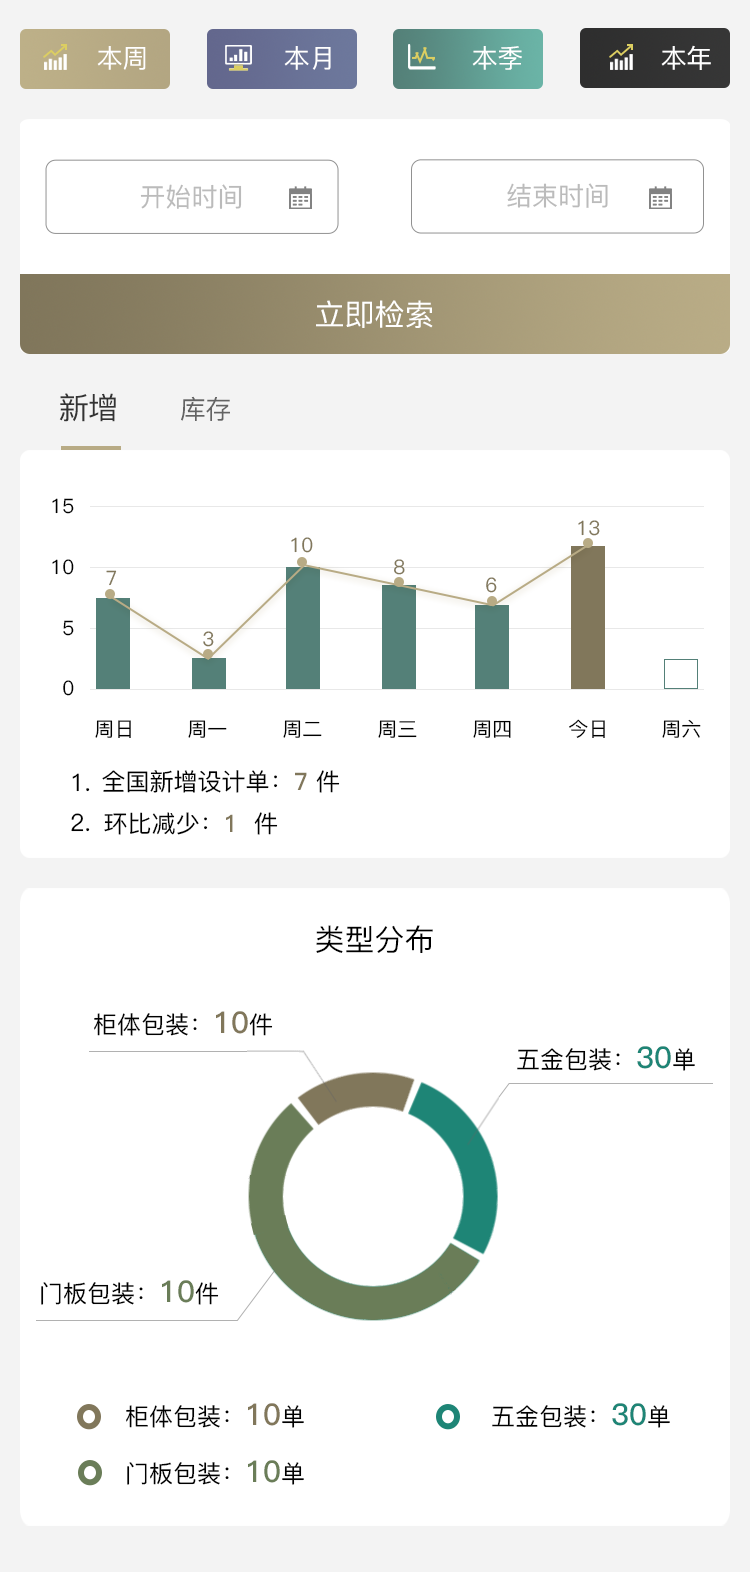 本周 本月 本季 本年
开始时间 结束时间
立即检索
新增 库存
15
10
5
0
7 3 10 8 6 13
周日 周一 周二 周三 周四 今日 周六
1. 全国新增设计单：7 件
2. 环比减少：1 件
类型分布
柜体包装：10件
五金包装：30单
门板包装：10件
柜体包装：10单 五金包装：30单
门板包装：10单